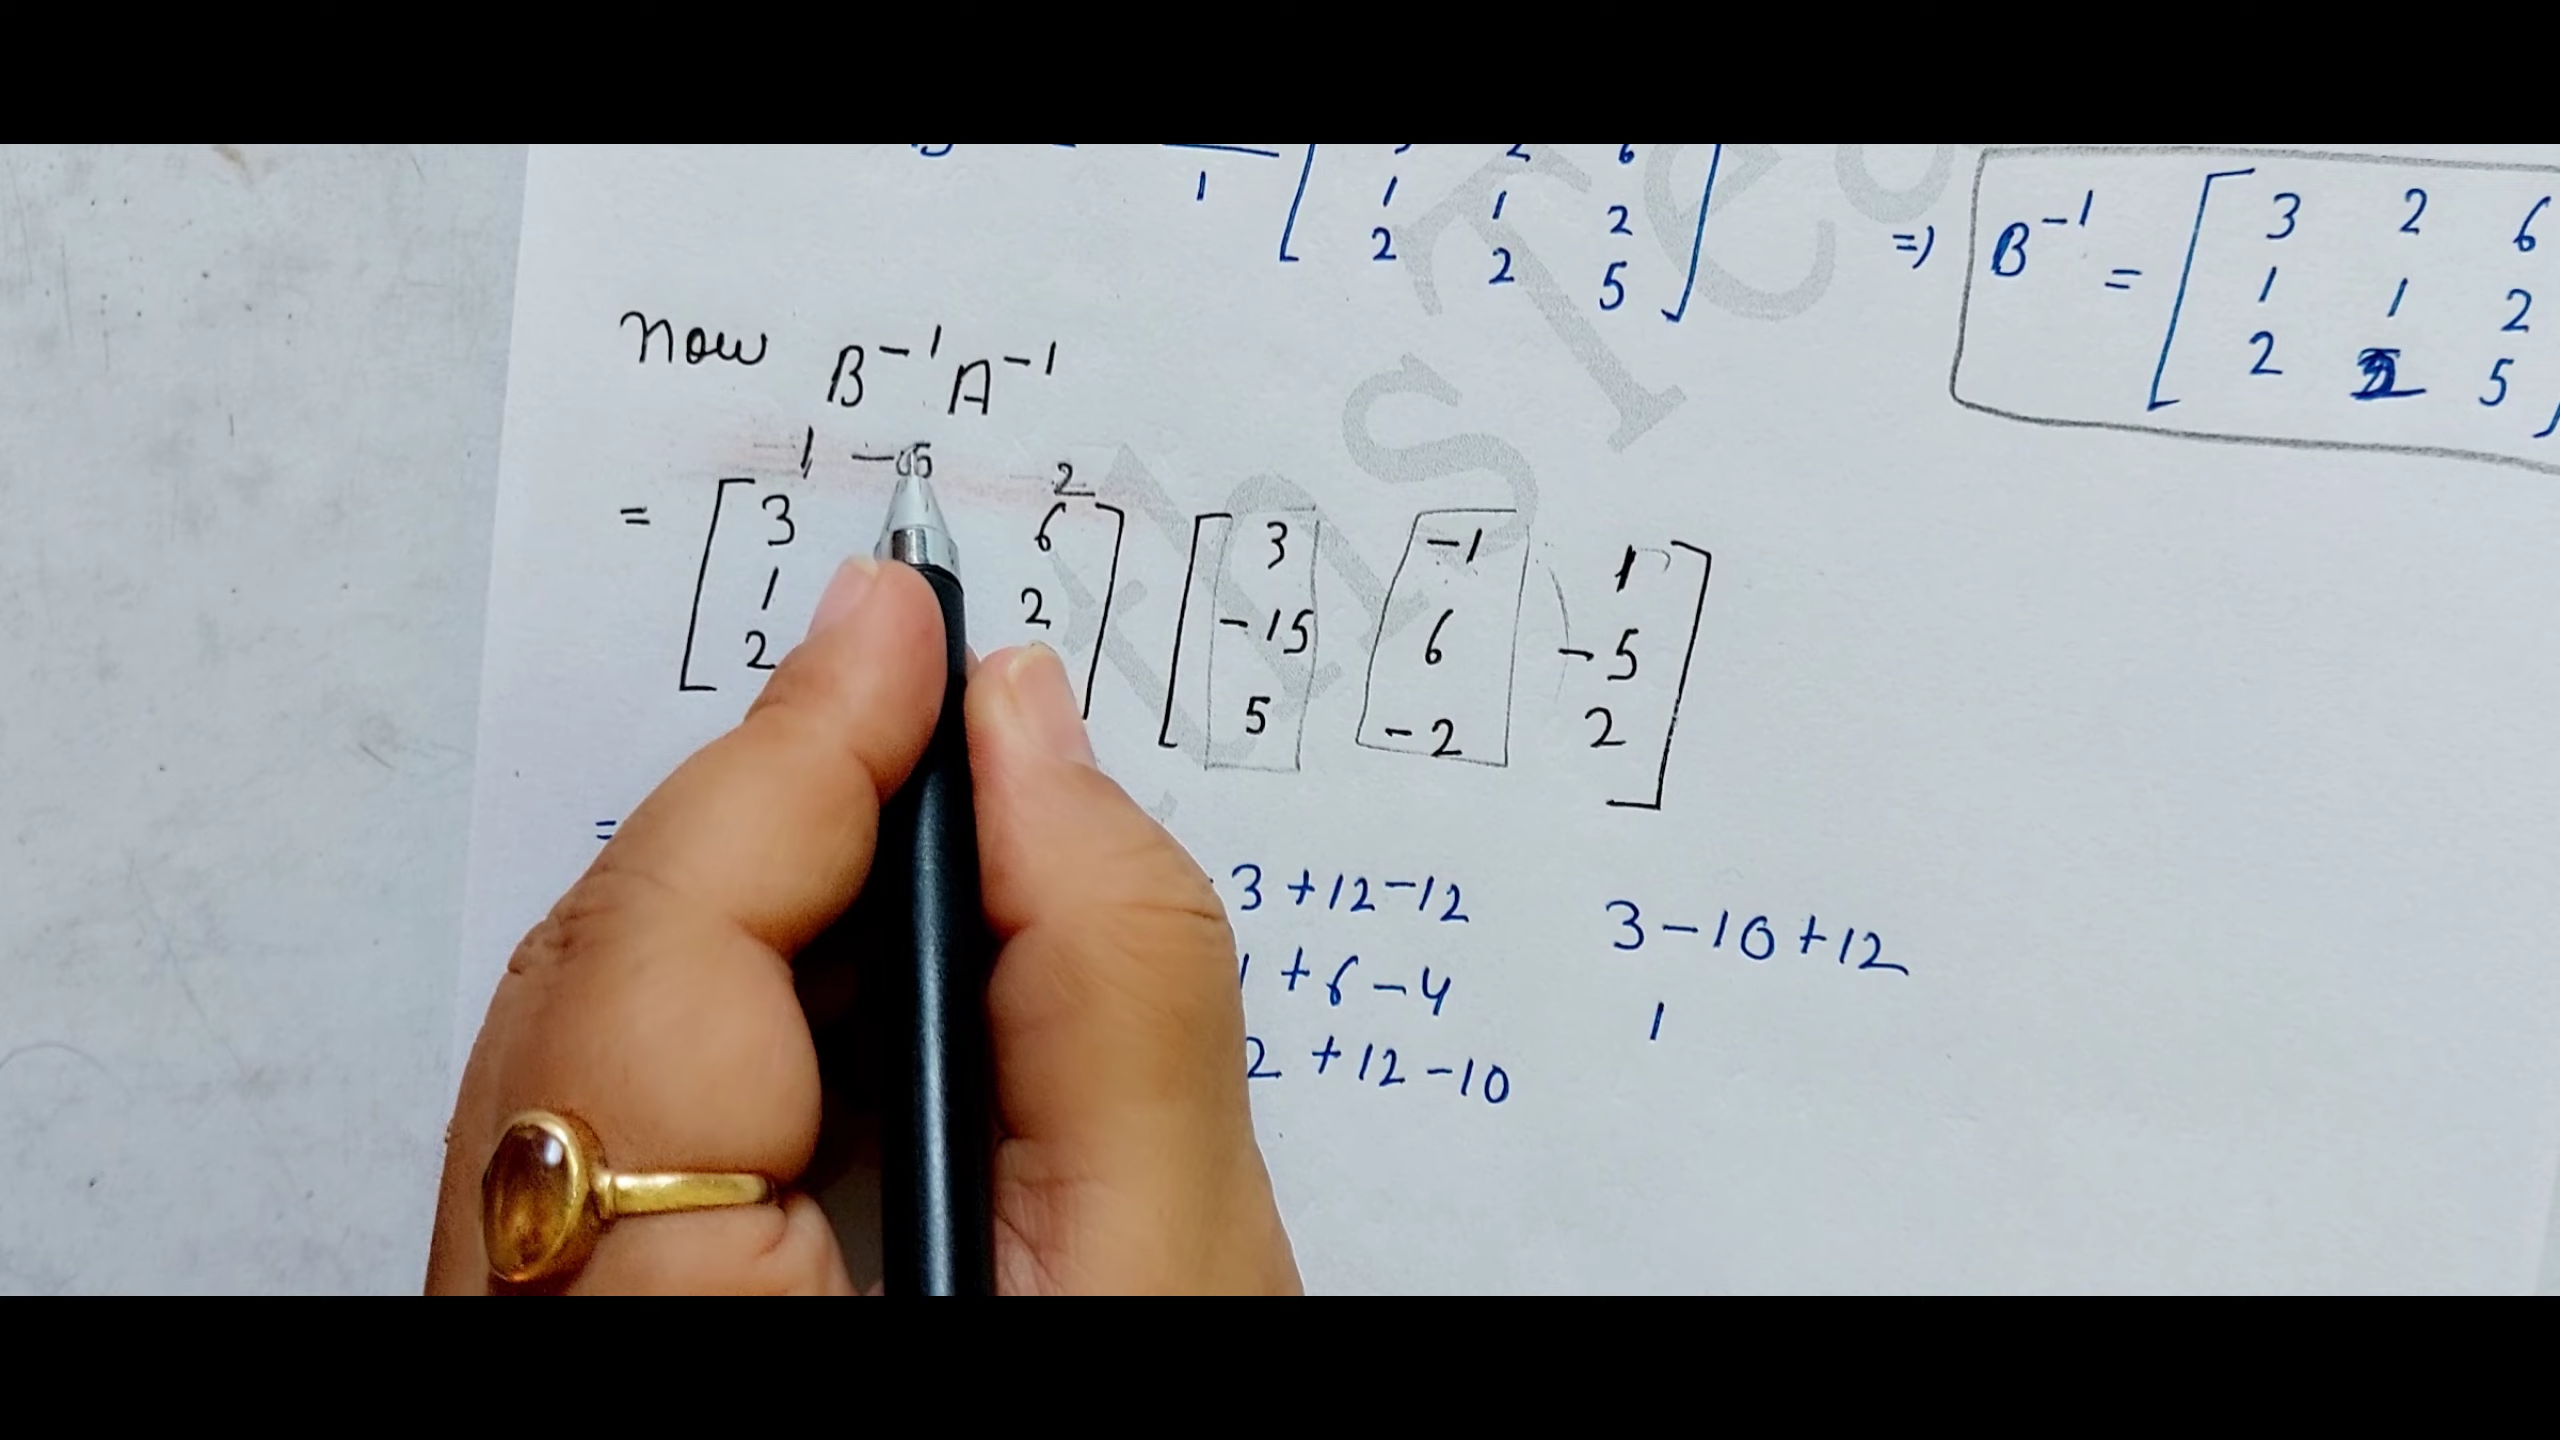 1 1 1 2
2 2 5
=) B⁻¹ = [ 3 2 6
1 1 2
2 2 5
Now B⁻¹ A⁻¹
1 -5 2
= [ 3 6 ] [ 3 -1 1 ]
1 2 -15 6 -5
2 5 -2 2
=
3 +12 -12 3 -10 +12
1 +6 -4 1
2 +12 -10